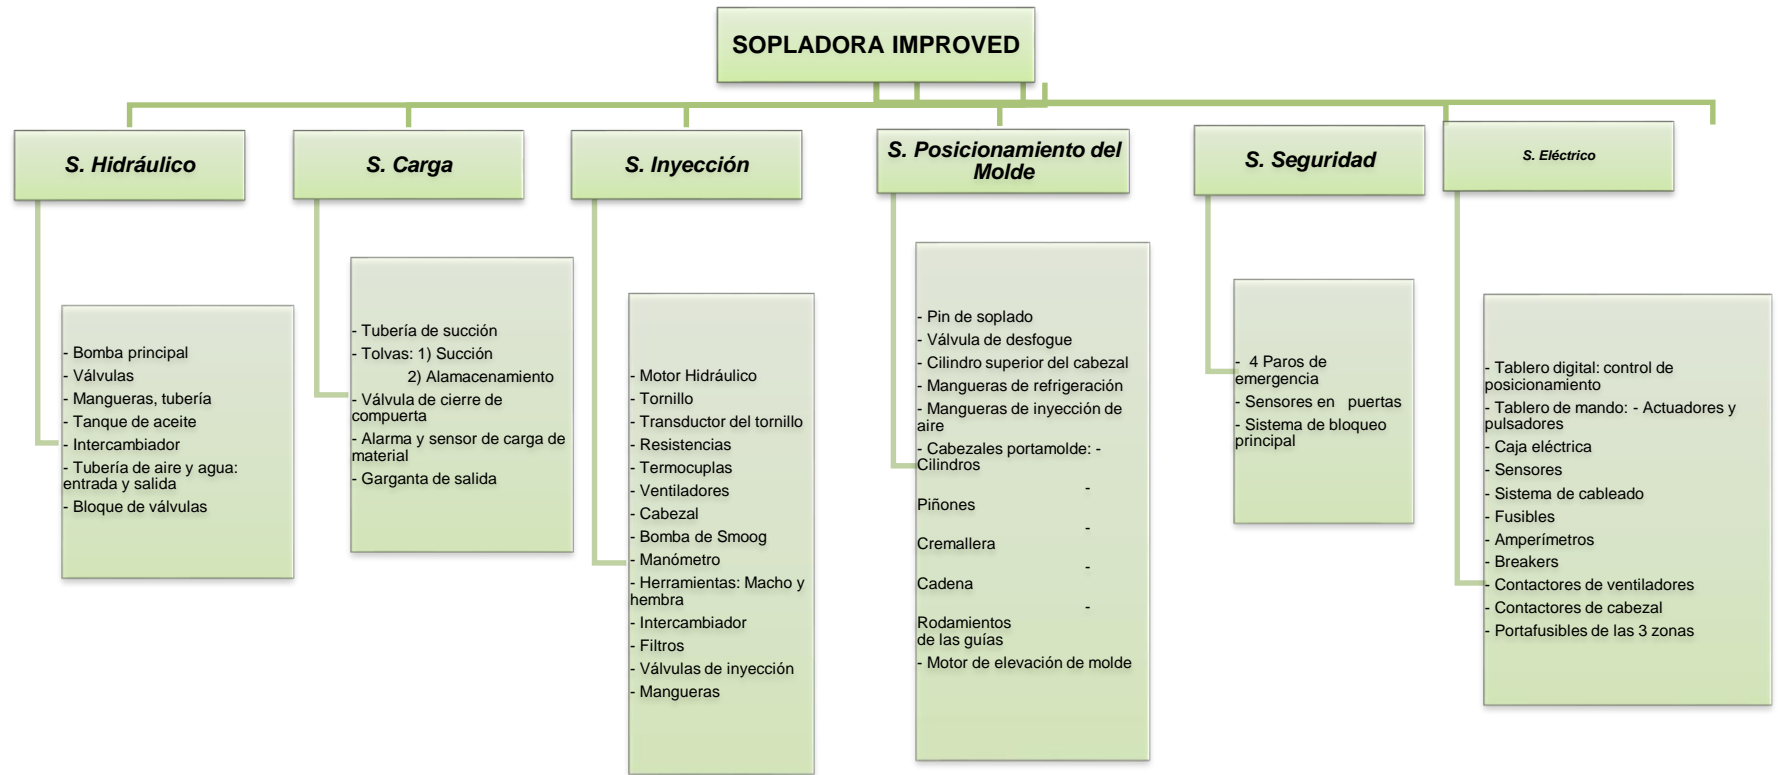 SOPLADORA IMPROVED
S. Hidráulico
- Bomba principal
- Válvulas
- Mangueras, tubería
- Tanque de aceite
- Intercambiador
- Tubería de aire y agua:
entrada y salida
- Bloque de válvulas
S. Carga
- Tubería de succión
- Tolvas: 1) Succión
2) Alamacenamiento
- Válvula de cierre de
compuerta
- Alarma y sensor de carga de
material
- Garganta de salida
S. Inyección
- Motor Hidráulico
- Tornillo
- Transductor del tornillo
- Resistencias
- Termocuplas
- Ventiladores
- Cabezal
- Bomba de Smoog
- Manómetro
- Herramientas: Macho y
hembra
- Intercambiador
- Filtros
- Válvulas de inyección
- Mangueras
S. Posicionamiento del
Molde
- Pin de soplado
- Válvula de desfogue
- Cilindro superior del cabezal
- Mangueras de refrigeración
- Mangueras de inyección de
aire
- Cabezales portamolde: -
Cilindros
-
Piñones
-
Cremallera
-
Cadena
-
Rodamientos
de las guías
- Motor de elevación de molde
S. Seguridad
- 4 Paros de
emergencia
- Sensores en puertas
- Sistema de bloqueo
principal
S. Eléctrico
- Tablero digital: control de
posicionamiento
- Tablero de mando: - Actuadores y
pulsadores
- Caja eléctrica
- Sensores
- Sistema de cableado
- Fusibles
- Amperímetros
- Breakers
- Contactores de ventiladores
- Contactores de cabezal
- Portafusibles de las 3 zonas